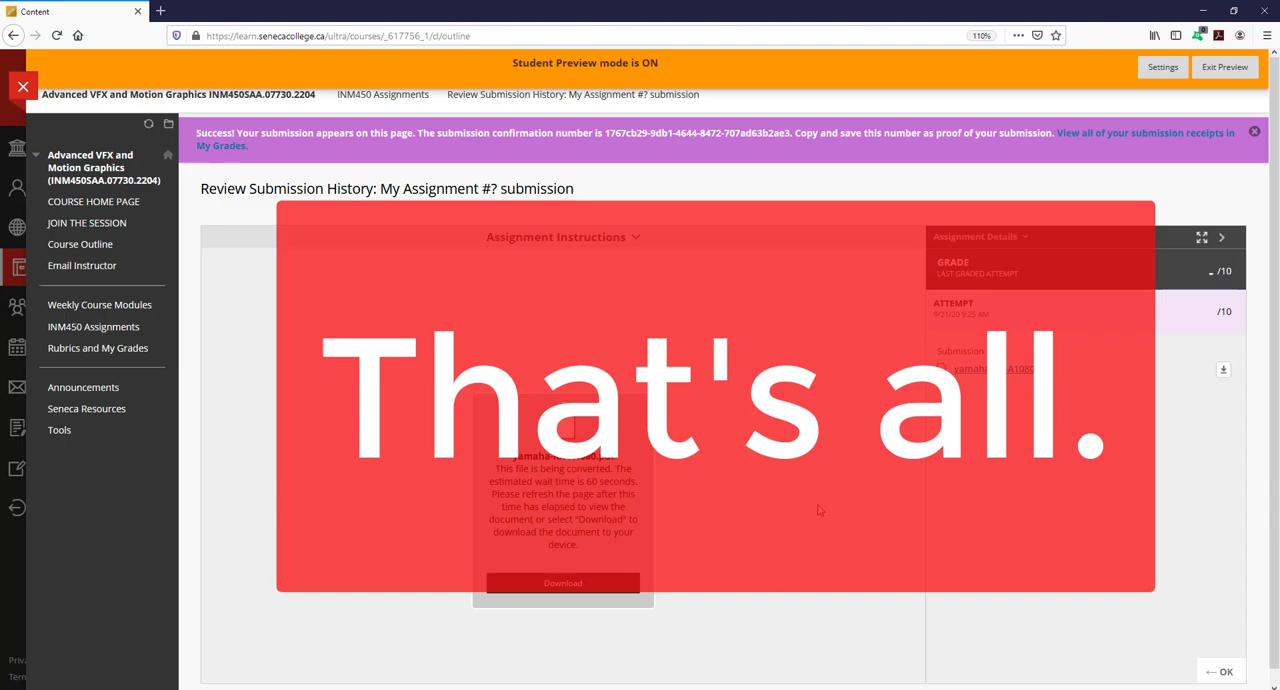 Content
https://learn.senecacollege.ca/ultra/courses/_617756_1/d/outline
110%
Student Preview mode is ON
Settings
Exit Preview
Advanced VFX and Motion Graphics INM450SAA.07730.2204
INM450 Assignments
Review Submission History: My Assignment #? submission
Success! Your submission appears on this page. The submission confirmation number is 1767cb29-9db1-4644-8472-707ad63b2ae3. Copy and save this number as proof of your submission. View all of your submission receipts in
My Grades.
Advanced VFX and
Motion Graphics
(INM450SAA.07730.2204)
COURSE HOME PAGE
JOIN THE SESSION
Course Outline
Email Instructor
Weekly Course Modules
INM450 Assignments
Rubrics and My Grades
Announcements
Seneca Resources
Tools
Review Submission History: My Assignment #? submission
Assignment Instructions
Assignment Details
GRADE
LAST GRADED ATTEMPT
- /10
ATTEMPT
9/21/20 9:25 AM
/10
Submission
That's all.
This file is being converted. The
estimated wait time is 60 seconds.
Please refresh the page after this
time has elapsed to view the
document or select "Download" to
download the document to your
device.
Download
OK